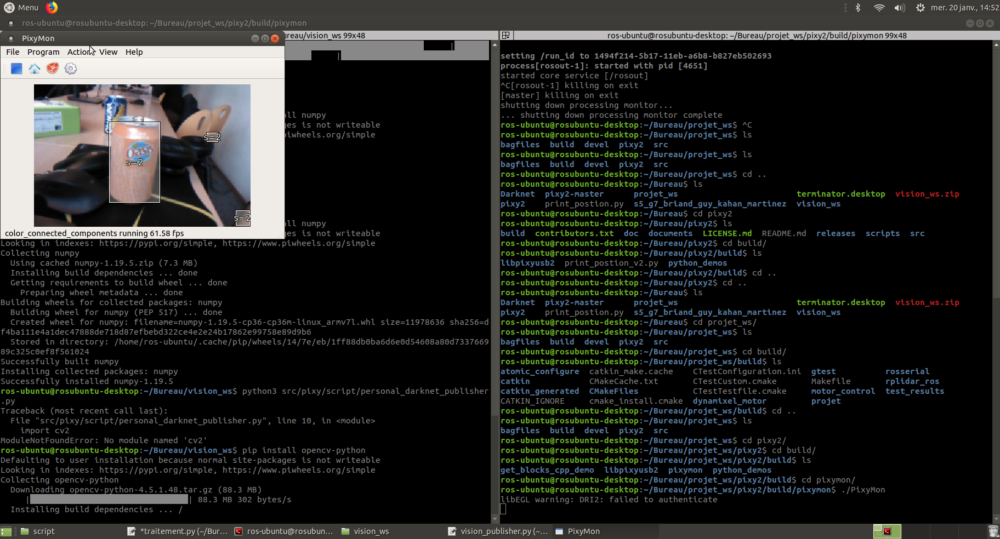 Menu
mer. 20 janv., 14:52
ros-ubuntu@rosubuntu-desktop: ~/Bureau/projet_ws/pixy2/build/pixymon
PixyMon
File Program Action View Help
Oasis
s=2
s=2
s=2
color_connected_components running 61.58 fps
ureau/vision_ws 99x48
all numpy
ges is not writeable
piwheels.org/simple
all numpy
ges is not writeable
Looking in indexes: https://pypi.org/simple, https://www.piwheels.org/simple
Collecting numpy
Using cached numpy-1.19.5.zip (7.3 MB)
Installing build dependencies ... done
Getting requirements to build wheel ... done
Preparing wheel metadata ... done
Building wheels for collected packages: numpy
Building wheel for numpy (PEP 517) ... done
Created wheel for numpy: filename=numpy-1.19.5-cp36-cp36m-linux_armv7l.whl size=11978636 sha256=d
f4ba111e4a1dec47888de718d87efbebd322ce4e2e24b17862e99758e89d9b6
Stored in directory: /home/ros-ubuntu/.cache/pip/wheels/14/7e/eb/1ff88db0ba6d6e0d54608a80d7337669
89c325c0ef8f561024
Successfully built numpy
Installing collected packages: numpy
Successfully installed numpy-1.19.5
ros-ubuntu@rosubuntu-desktop:~/Bureau/vision_ws$ python3 src/pixy/script/personal_darknet_publisher
.py
Traceback (most recent call last):
File "src/pixy/script/personal_darknet_publisher.py", line 10, in <module>
import cv2
ModuleNotFoundError: No module named 'cv2'
ros-ubuntu@rosubuntu-desktop:~/Bureau/vision_ws$ pip install opencv-python
Defaulting to user installation because normal site-packages is not writeable
Looking in indexes: https://pypi.org/simple, https://www.piwheels.org/simple
Collecting opencv-python
Downloading opencv-python-4.5.1.48.tar.gz (88.3 MB)
| | 88.3 MB 302 bytes/s
Installing build dependencies ... /
ros-ubuntu@rosubuntu-desktop: ~/Bureau/projet_ws/pixy2/build/pixymon 99x48
setting /run_id to 1494f214-5b17-11eb-a6b8-b827eb502693
process[rosout-1]: started with pid [4651]
started core service [/rosout]
^C[rosout-1] killing on exit
[master] killing on exit
shutting down processing monitor...
... shutting down processing monitor complete
ros-ubuntu@rosubuntu-desktop:~/Bureau/projet_ws$ ^C
ros-ubuntu@rosubuntu-desktop:~/Bureau/projet_ws$ ls
bagfiles build devel pixy2 src
ros-ubuntu@rosubuntu-desktop:~/Bureau/projet_ws$ ls
bagfiles build devel pixy2 src
ros-ubuntu@rosubuntu-desktop:~/Bureau/projet_ws$ cd ..
ros-ubuntu@rosubuntu-desktop:~/Bureau$ ls
Darknet pixy2-master projet_ws terminator.desktop vision_ws.zip
pixy2 print_postion.py s5_g7_briand_guy_kahan_martinez vision_ws
ros-ubuntu@rosubuntu-desktop:~/Bureau$ cd pixy2
ros-ubuntu@rosubuntu-desktop:~/Bureau/pixy2$ ls
build contributors.txt doc documents LICENSE.md README.md releases scripts src
ros-ubuntu@rosubuntu-desktop:~/Bureau/pixy2$ cd build/
ros-ubuntu@rosubuntu-desktop:~/Bureau/pixy2/build$ ls
libpixyusb2 print_postion_v2.py python_demos
ros-ubuntu@rosubuntu-desktop:~/Bureau/pixy2/build$ cd ..
ros-ubuntu@rosubuntu-desktop:~/Bureau/pixy2$ cd ..
ros-ubuntu@rosubuntu-desktop:~/Bureau$ ls
Darknet pixy2-master projet_ws terminator.desktop vision_ws.zip
pixy2 print_postion.py s5_g7_briand_guy_kahan_martinez vision_ws
ros-ubuntu@rosubuntu-desktop:~/Bureau$ cd projet_ws/
ros-ubuntu@rosubuntu-desktop:~/Bureau/projet_ws$ ls
bagfiles build devel pixy2 src
ros-ubuntu@rosubuntu-desktop:~/Bureau/projet_ws$ cd build/
ros-ubuntu@rosubuntu-desktop:~/Bureau/projet_ws/build$ ls
atomic_configure catkin_make.cache CTestConfiguration.ini gtest rosserial
catkin CMakeCache.txt CTestCustom.cmake Makefile rplidar_ros
catkin_generated CMakeFiles CTestTestfile.cmake motor_control test_results
CATKIN_IGNORE cmake_install.cmake dynamixel_motor projet
ros-ubuntu@rosubuntu-desktop:~/Bureau/projet_ws/build$ cd ..
ros-ubuntu@rosubuntu-desktop:~/Bureau/projet_ws$ ls
bagfiles build devel pixy2 src
ros-ubuntu@rosubuntu-desktop:~/Bureau/projet_ws$ cd pixy2/
ros-ubuntu@rosubuntu-desktop:~/Bureau/projet_ws/pixy2$ cd build/
ros-ubuntu@rosubuntu-desktop:~/Bureau/projet_ws/pixy2/build$ ls
get_blocks_cpp_demo libpixyusb2 pixymon python_demos
ros-ubuntu@rosubuntu-desktop:~/Bureau/projet_ws/pixy2/build$ cd pixymon/
ros-ubuntu@rosubuntu-desktop:~/Bureau/projet_ws/pixy2/build/pixymon$ ./PixyMon
libEGL warning: DRI2: failed to authenticate
script
*traitement.py (~/Bur...
ros-ubuntu@rosubun...
vision_ws
vision_publisher.py (~...
PixyMon